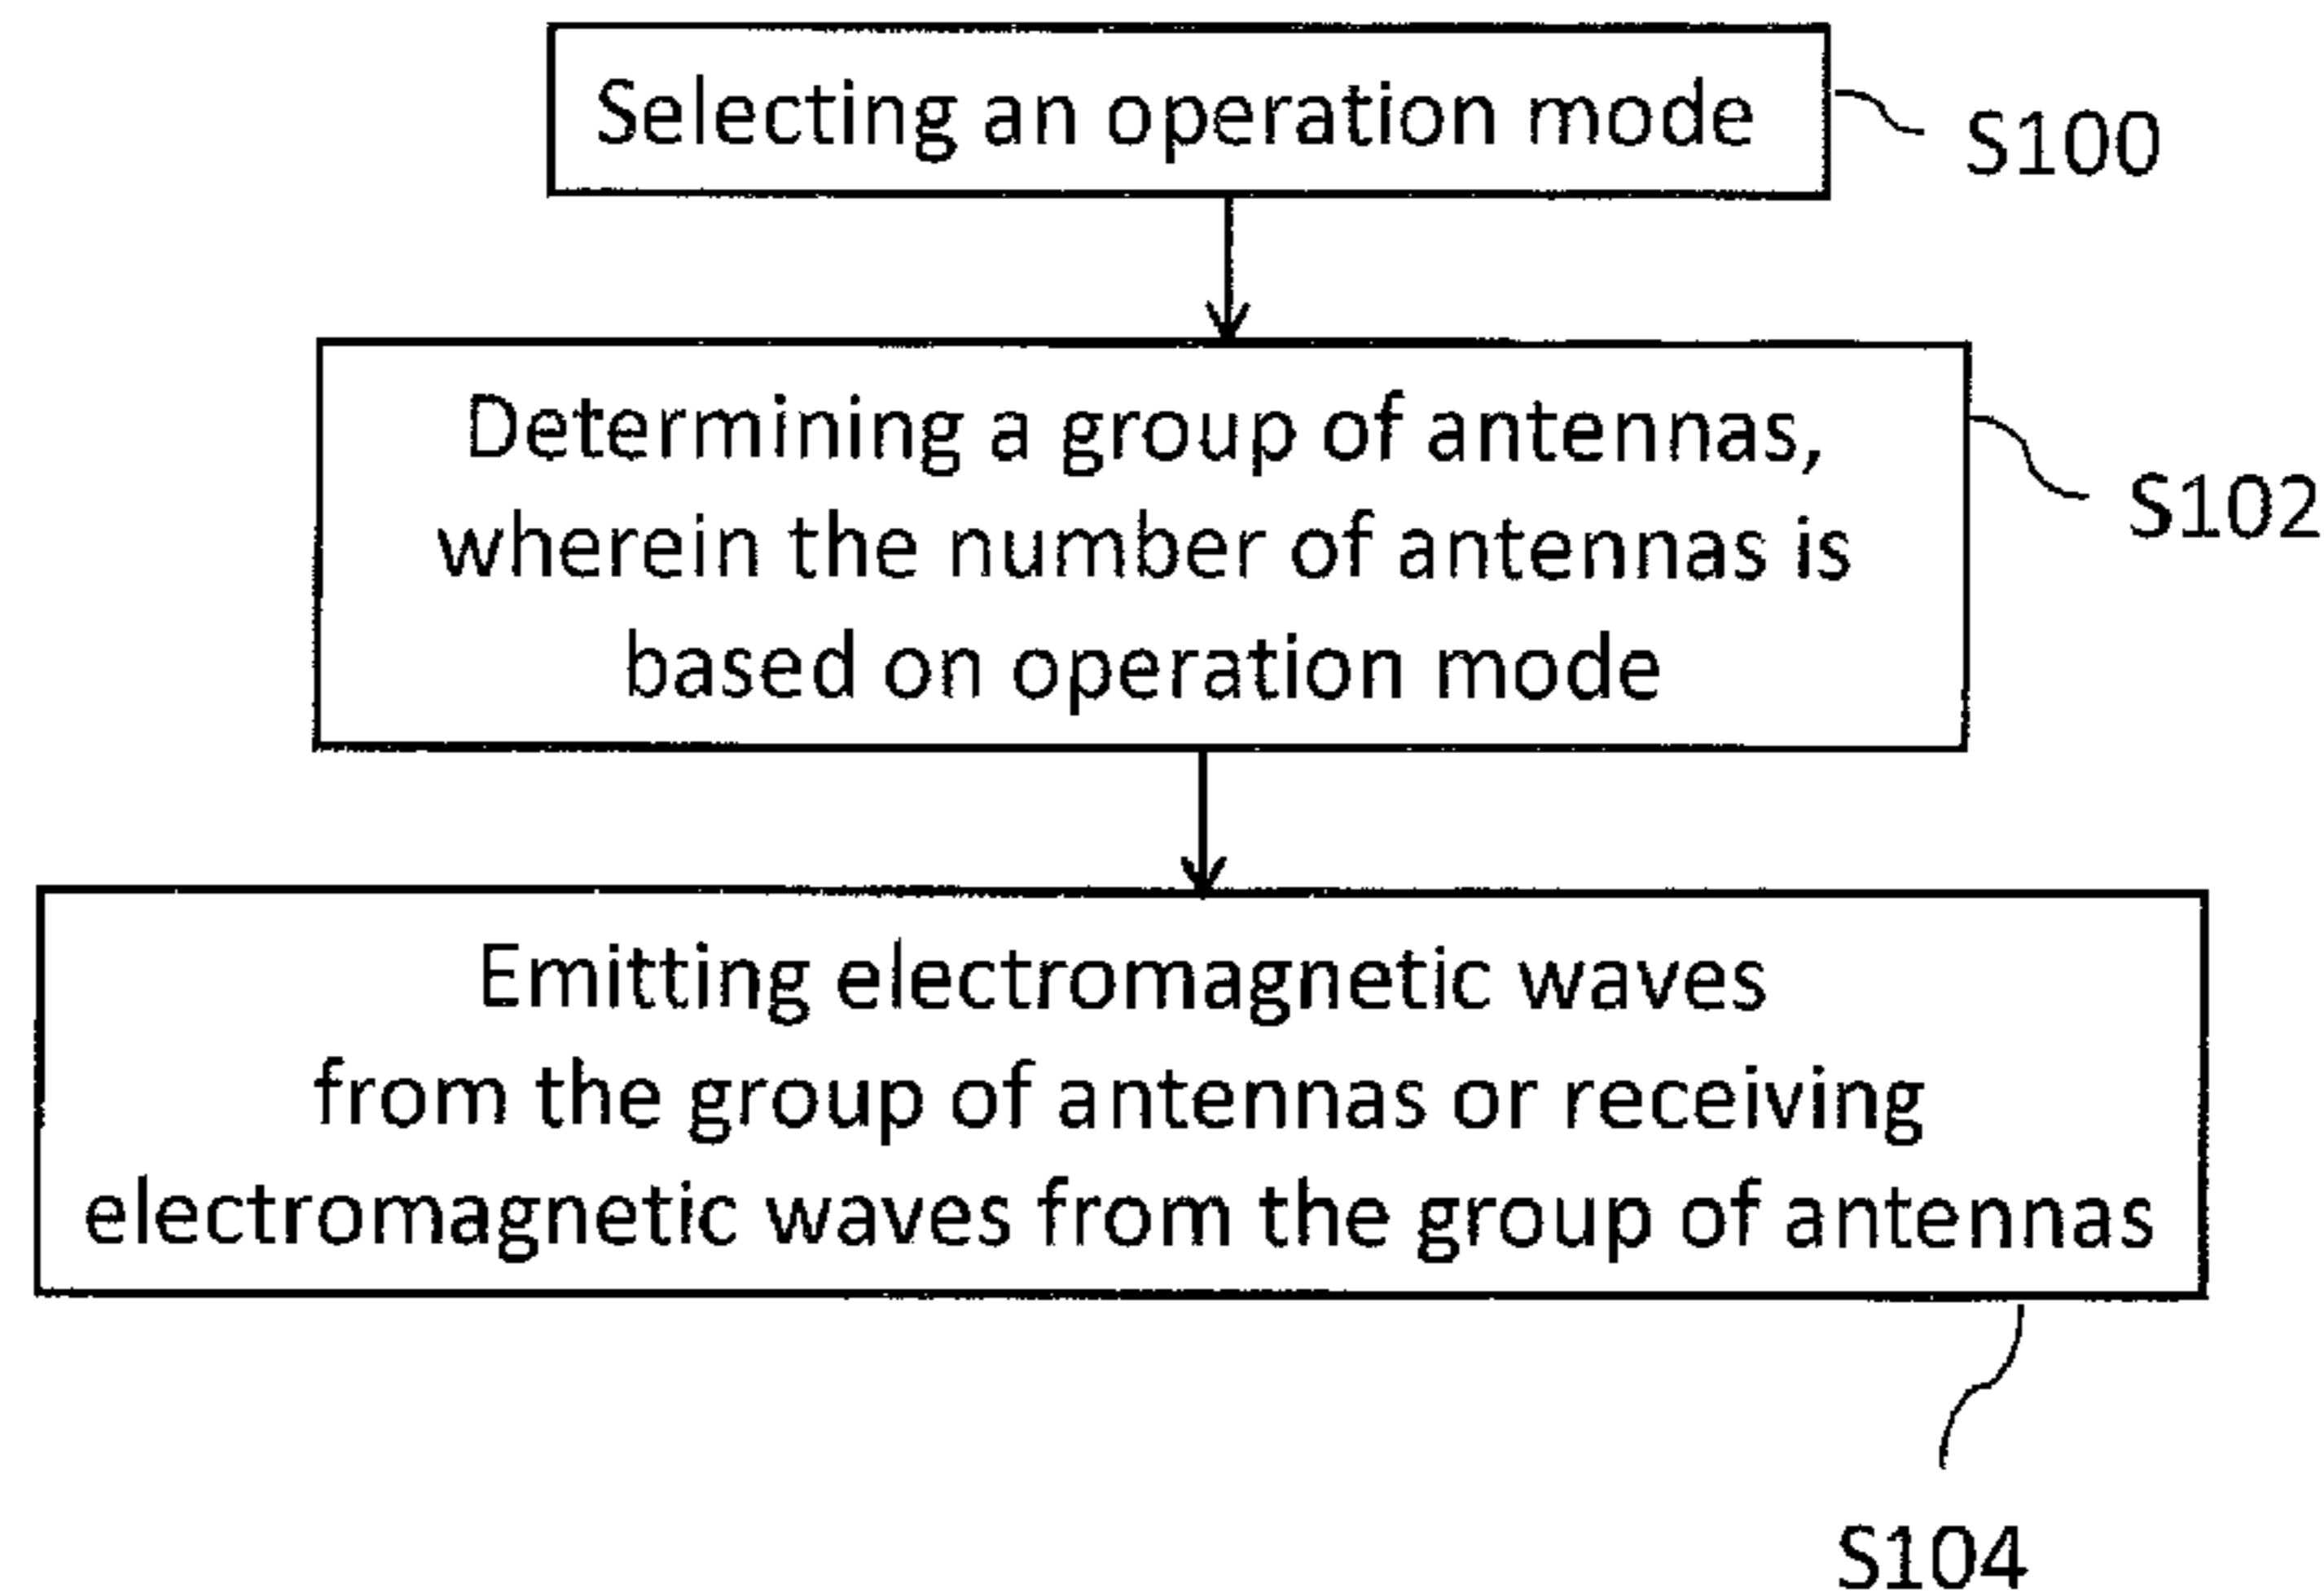 Selecting an operation mode
S100
Determining a group of antennas,
wherein the number of antennas is
based on operation mode
S102
Emitting electromagnetic waves
from the group of antennas or receiving
electromagnetic waves from the group of antennas
S104